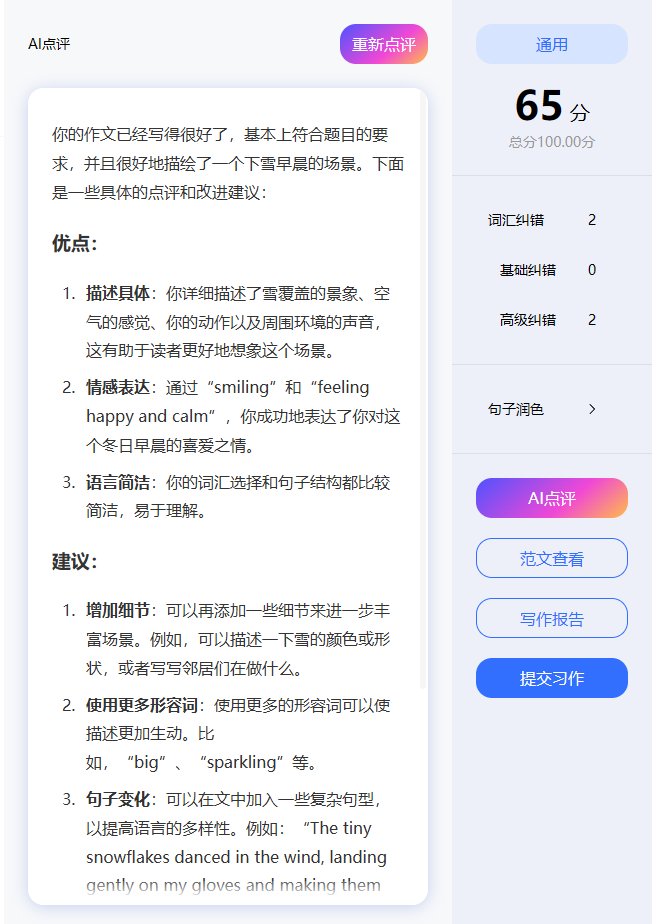 AI点评
重新点评
你的作文已经写得很好了，基本上符合题目的要
求，并且很好地描绘了一个下雪早晨的场景。下面
是一些具体的点评和改进建议：
优点：
1. 描述具体：你详细描述了雪覆盖的景象、空
气的感觉、你的动作以及周围环境的声音，
这有助于读者更好地想象这个场景。
2. 情感表达：通过“smiling”和“feeling
happy and calm”，你成功地表达了你对这
个冬日早晨的喜爱之情。
3. 语言简洁：你的词汇选择和句子结构都比较
简洁，易于理解。
建议：
1. 增加细节：可以再添加一些细节来进一步丰
富场景。例如，可以描述一下雪的颜色或形
状，或者写写邻居们在做什么。
2. 使用更多形容词：使用更多的形容词可以使
描述更加生动。比
如，“big”、“sparkling”等。
3. 句子变化：可以在文中加入一些复杂句型，
以提高语言的多样性。例如：“The tiny
snowflakes danced in the wind, landing
gently on my gloves and making them
通用
65 分
总分100.00分
词汇纠错 2
基础纠错 0
高级纠错 2
句子润色
AI点评
范文查看
写作报告
提交习作